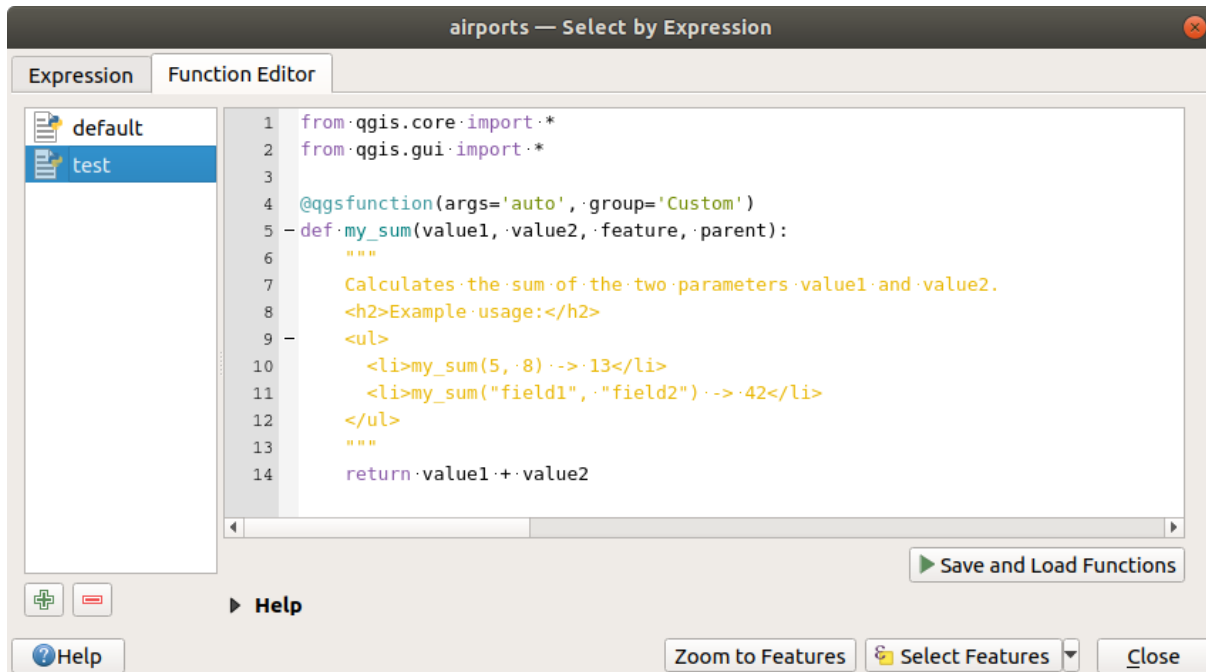 airports — Select by Expression
Expression
Function Editor
default
test
1 from qgis.core import *
2 from qgis.gui import *
3
4 @qgsfunction(args='auto', group='Custom')
5 def my_sum(value1, value2, feature, parent):
6     """
7     Calculates the sum of the two parameters value1 and value2.
8     <h2>Example usage:</h2>
9     <ul>
10       <li>my_sum(5, 8) -> 13</li>
11       <li>my_sum("field1", "field2") -> 42</li>
12     </ul>
13     """
14     return value1 + value2
Save and Load Functions
Help
Help
Zoom to Features
Select Features
Close